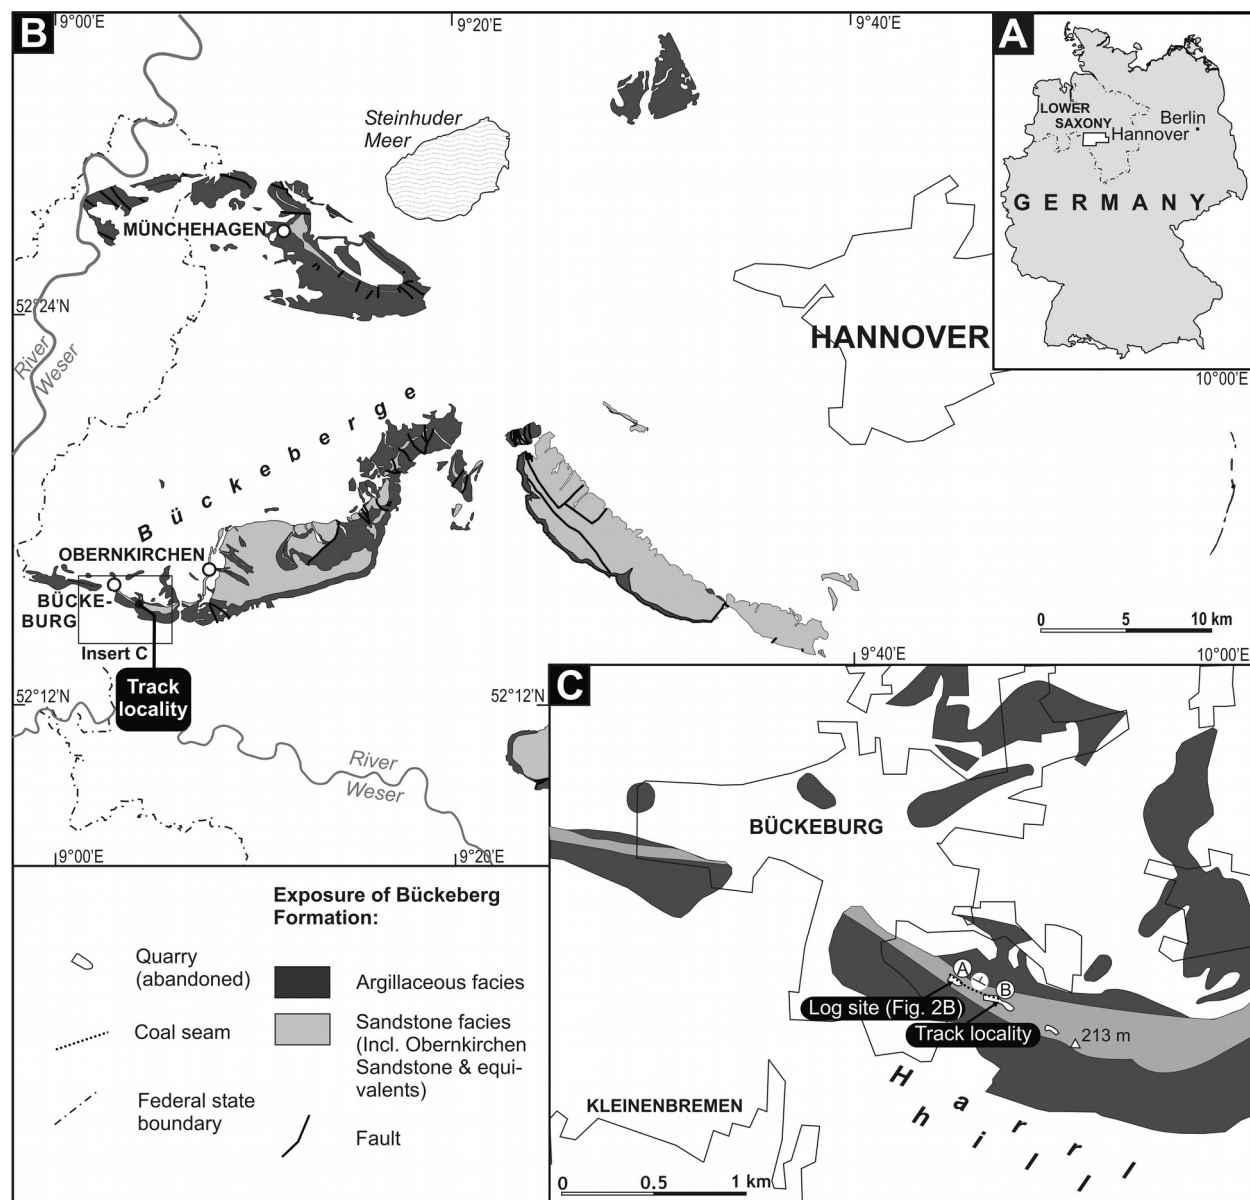 B
9°00’E
9°20’E
9°40’E
A
LOWER
SAXONY
Berlin
Hannover
GERMANY
Steinhuder
Meer
MÜNCHEHAGEN
52°24’N
River
Weser
HANNOVER
10°00’E
Bückeberge
OBERNKIRCHEN
BÜCKE-
BURG
Insert C
Track
locality
0 5 10 km
52°12’N
52°12’N
River
Weser
9°00’E
9°20’E
9°40’E
10°00’E
C
BÜCKEBURG
A
B
Log site (Fig. 2B)
Track locality
213 m
Harrl
hill
KLEINENBREMEN
0 0.5 1 km
Exposure of Bückeberg
Formation:
Quarry
(abandoned)
Coal seam
Federal state
boundary
Argillaceous facies
Sandstone facies
(Incl. Obernkirchen
Sandstone & equi-
valents)
Fault